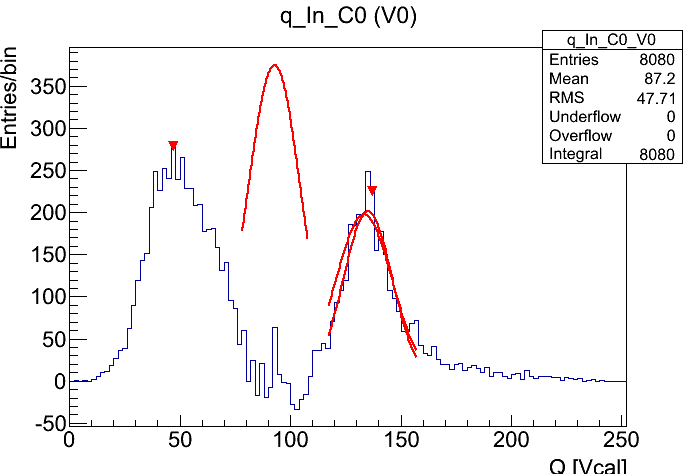 q_In_C0 (V0)
q_In_C0_V0
Entries 8080
Mean 87.2
RMS 47.71
Underflow 0
Overflow 0
Integral 8080
Entries/bin
350
300
250
200
150
100
50
0
-50
0 50 100 150 200 250
Q [Vcal]